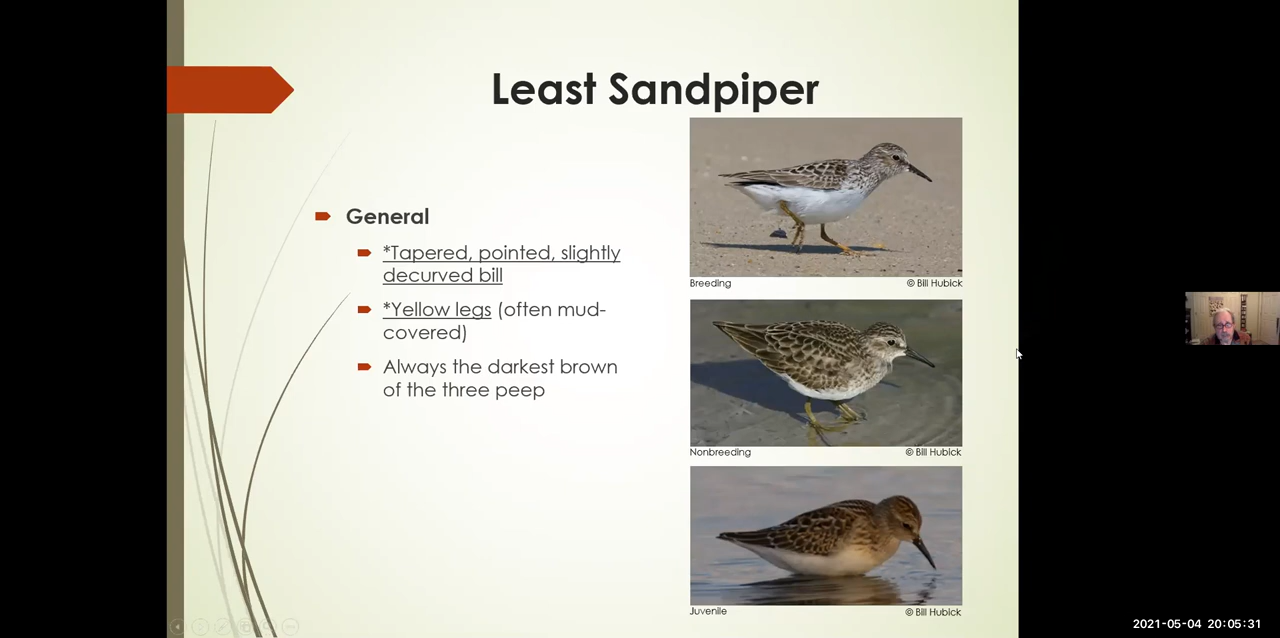 Least Sandpiper
General
*Tapered, pointed, slightly
decurved bill
*Yellow legs (often mud-
covered)
Always the darkest brown
of the three peep
Breeding
© Bill Hubick
Nonbreeding
© Bill Hubick
Juvenile
© Bill Hubick
2021-05-04 20:05:31